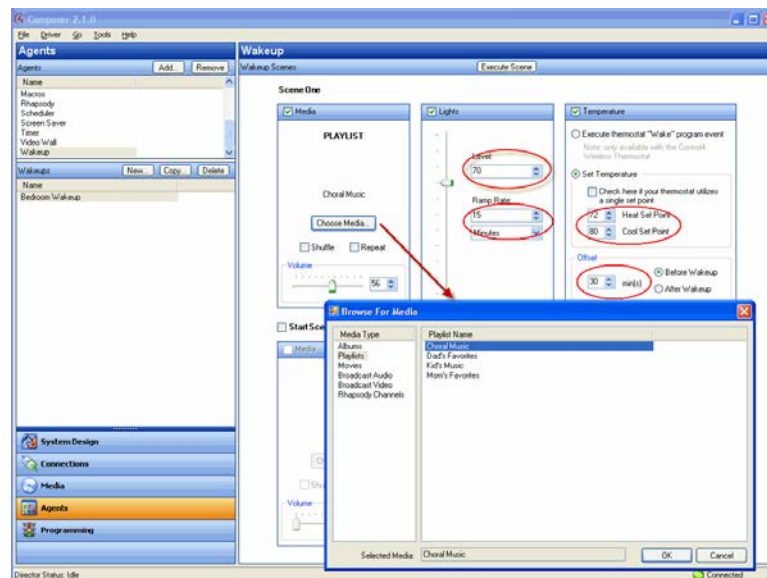 Composer 2.1.0
File Driver Go Tools Help
Agents
Agents Add... Remove
Name
Macros
Rhapsody
Scheduler
Screen Saver
Timer
Video Wall
Wakeup
Wakeups New... Copy... Delete
Name
Bedroom Wakeup
System Design
Connections
Media
Agents
Programming
Director Status: Idle
Wakeup
Wakeup Scenes Execute Scene
Scene One
Media
PLAYLIST
Choral Music
Choose Media...
Shuffle Repeat
Volume
56
Lights
Level:
70
Ramp Rate:
15
Minutes
Temperature
Execute thermostat "Wake" program event
Note: only available with the Control4
Wireless Thermostat
Set Temperature
Check here if your thermostat utilizes
a single set point
72 Heat Set Point
80 Cool Set Point
Offset
30 min(s)
Before Wakeup
After Wakeup
Start Sce
Media
Volume
Browse For Media
Media Type
Albums
Playlists
Movies
Broadcast Audio
Broadcast Video
Rhapsody Channels
Playlist Name
Choral Music
Dad's Favorites
Kid's Music
Mom's Favorites
Selected Media: Choral Music
OK Cancel
Connected